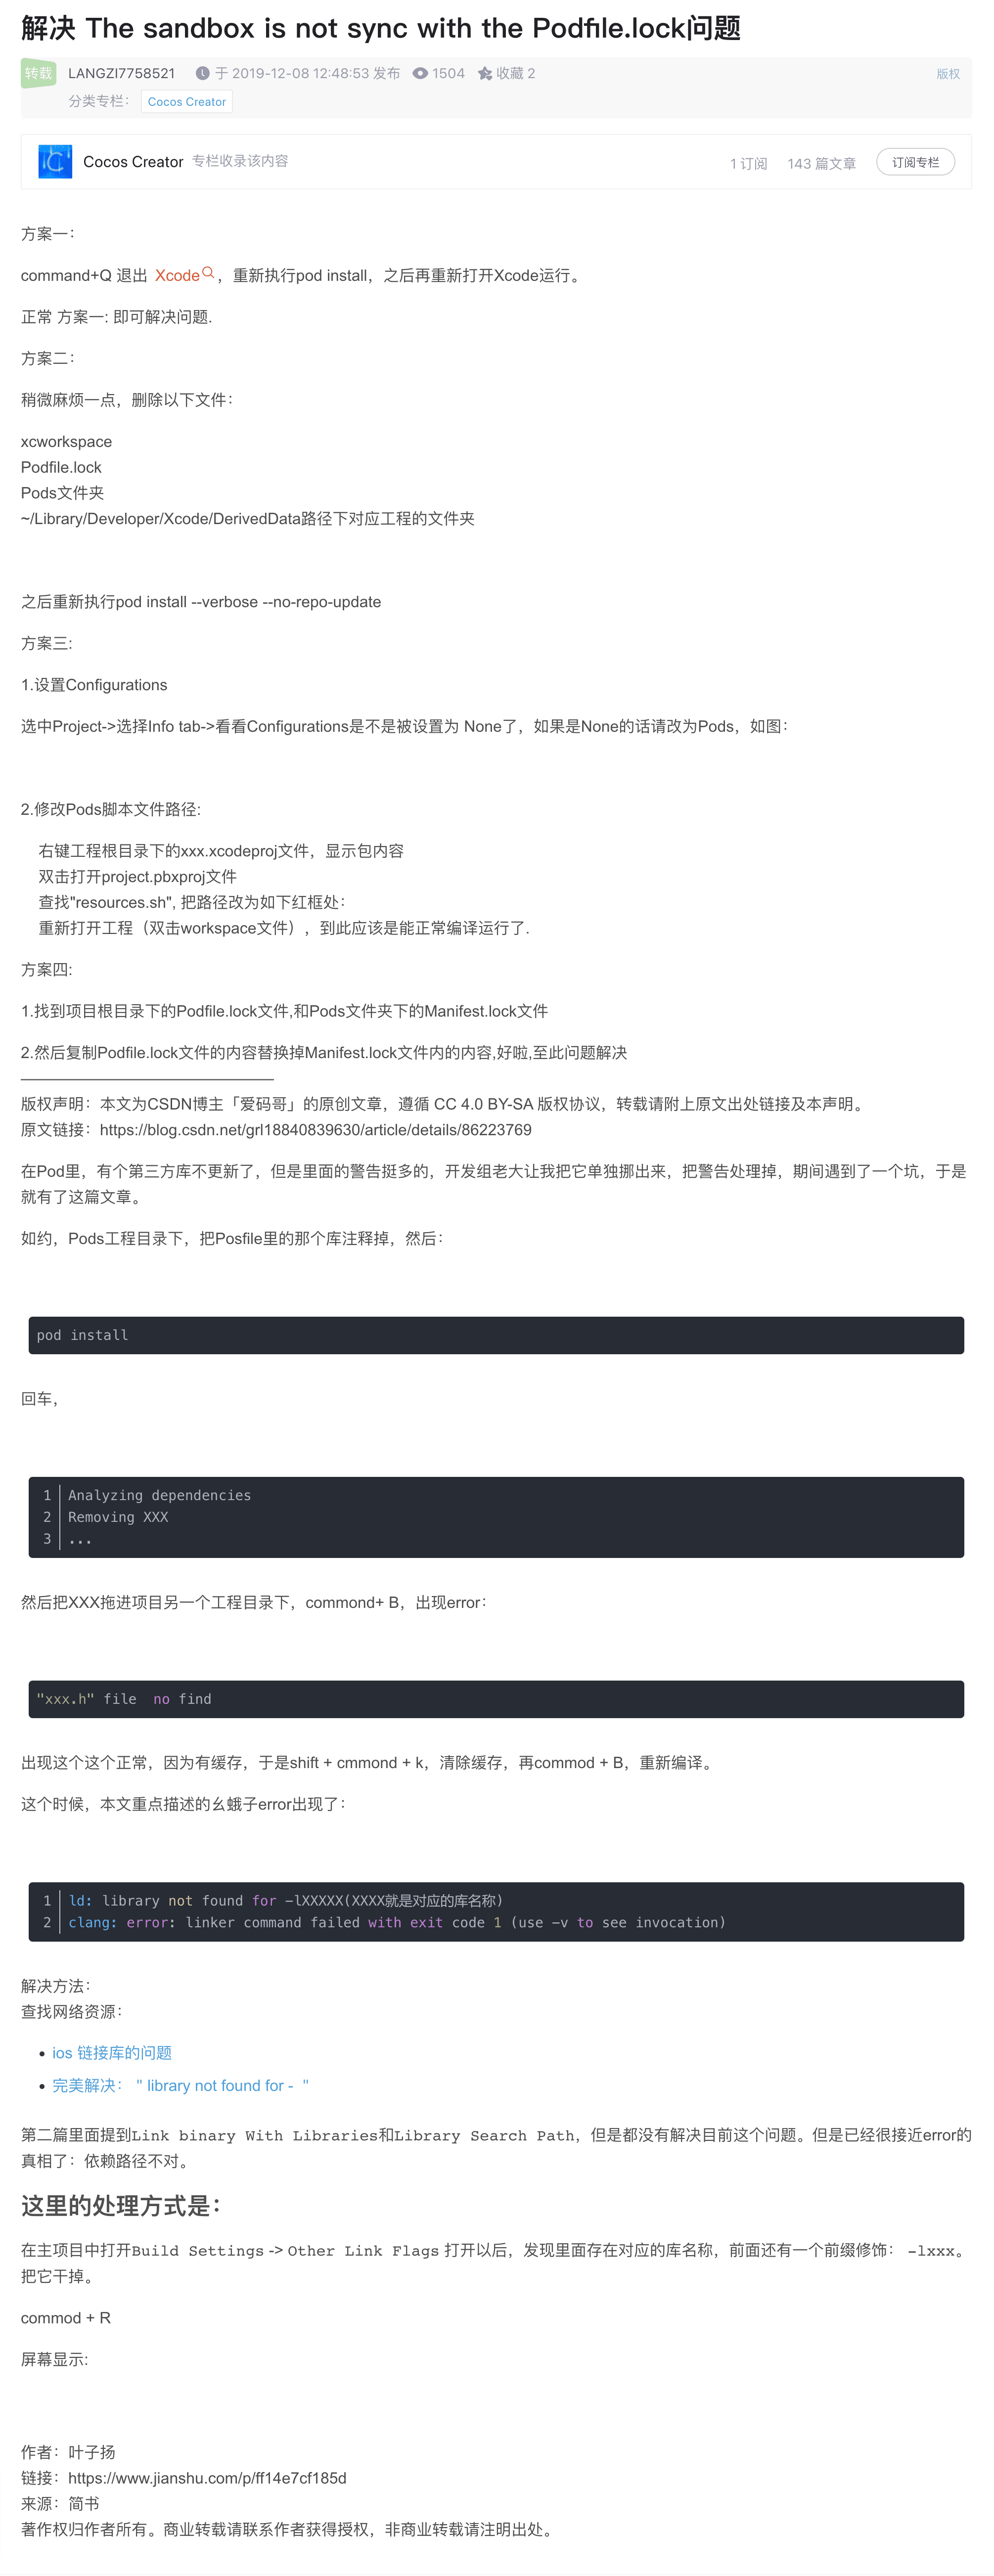 解决 The sandbox is not sync with the Podfile.lock问题
转载 LANGZI7758521 于 2019-12-08 12:48:53 发布 1504 收藏 2 版权
分类专栏： Cocos Creator
Cocos Creator 专栏收录该内容 1 订阅 143 篇文章 订阅专栏
方案一：
command+Q 退出 Xcode，重新执行pod install，之后再重新打开Xcode运行。
正常 方案一: 即可解决问题.
方案二：
稍微麻烦一点，删除以下文件：
xcworkspace
Podfile.lock
Pods文件夹
~/Library/Developer/Xcode/DerivedData路径下对应工程的文件夹
之后重新执行pod install --verbose --no-repo-update
方案三:
1.设置Configurations
选中Project->选择Info tab->看看Configurations是不是被设置为 None了，如果是None的话请改为Pods，如图：
2.修改Pods脚本文件路径:
右键工程根目录下的xxx.xcodeproj文件，显示包内容
双击打开project.pbxproj文件
查找"resources.sh", 把路径改为如下红框处：
重新打开工程（双击workspace文件），到此应该是能正常编译运行了.
方案四:
1.找到项目根目录下的Podfile.lock文件,和Pods文件夹下的Manifest.lock文件
2.然后复制Podfile.lock文件的内容替换掉Manifest.lock文件内的内容,好啦,至此问题解决
————————————————
版权声明：本文为CSDN博主「爱码哥」的原创文章，遵循 CC 4.0 BY-SA 版权协议，转载请附上原文出处链接及本声明。
原文链接：https://blog.csdn.net/grl18840839630/article/details/86223769
在Pod里，有个第三方库不更新了，但是里面的警告挺多的，开发组老大让我把它单独挪出来，把警告处理掉，期间遇到了一个坑，于是
就有了这篇文章。
如约，Pods工程目录下，把Posfile里的那个库注释掉，然后：
pod install
回车，
1 Analyzing dependencies
2 Removing XXX
3 ...
然后把XXX拖进项目另一个工程目录下，commond+ B，出现error：
"xxx.h" file  no find
出现这个这个正常，因为有缓存，于是shift + cmmond + k，清除缓存，再commod + B，重新编译。
这个时候，本文重点描述的幺蛾子error出现了：
1 ld: library not found for -lXXXXX(XXXX就是对应的库名称)
2 clang: error: linker command failed with exit code 1 (use -v to see invocation)
解决方法：
查找网络资源：
• ios 链接库的问题
• 完美解决： " library not found for - "
第二篇里面提到Link binary With Libraries和Library Search Path，但是都没有解决目前这个问题。但是已经很接近error的
真相了：依赖路径不对。
这里的处理方式是：
在主项目中打开Build Settings -> Other Link Flags 打开以后，发现里面存在对应的库名称，前面还有一个前缀修饰： -lxxx。
把它干掉。
commod + R
屏幕显示:
作者：叶子扬
链接：https://www.jianshu.com/p/ff14e7cf185d
来源：简书
著作权归作者所有。商业转载请联系作者获得授权，非商业转载请注明出处。